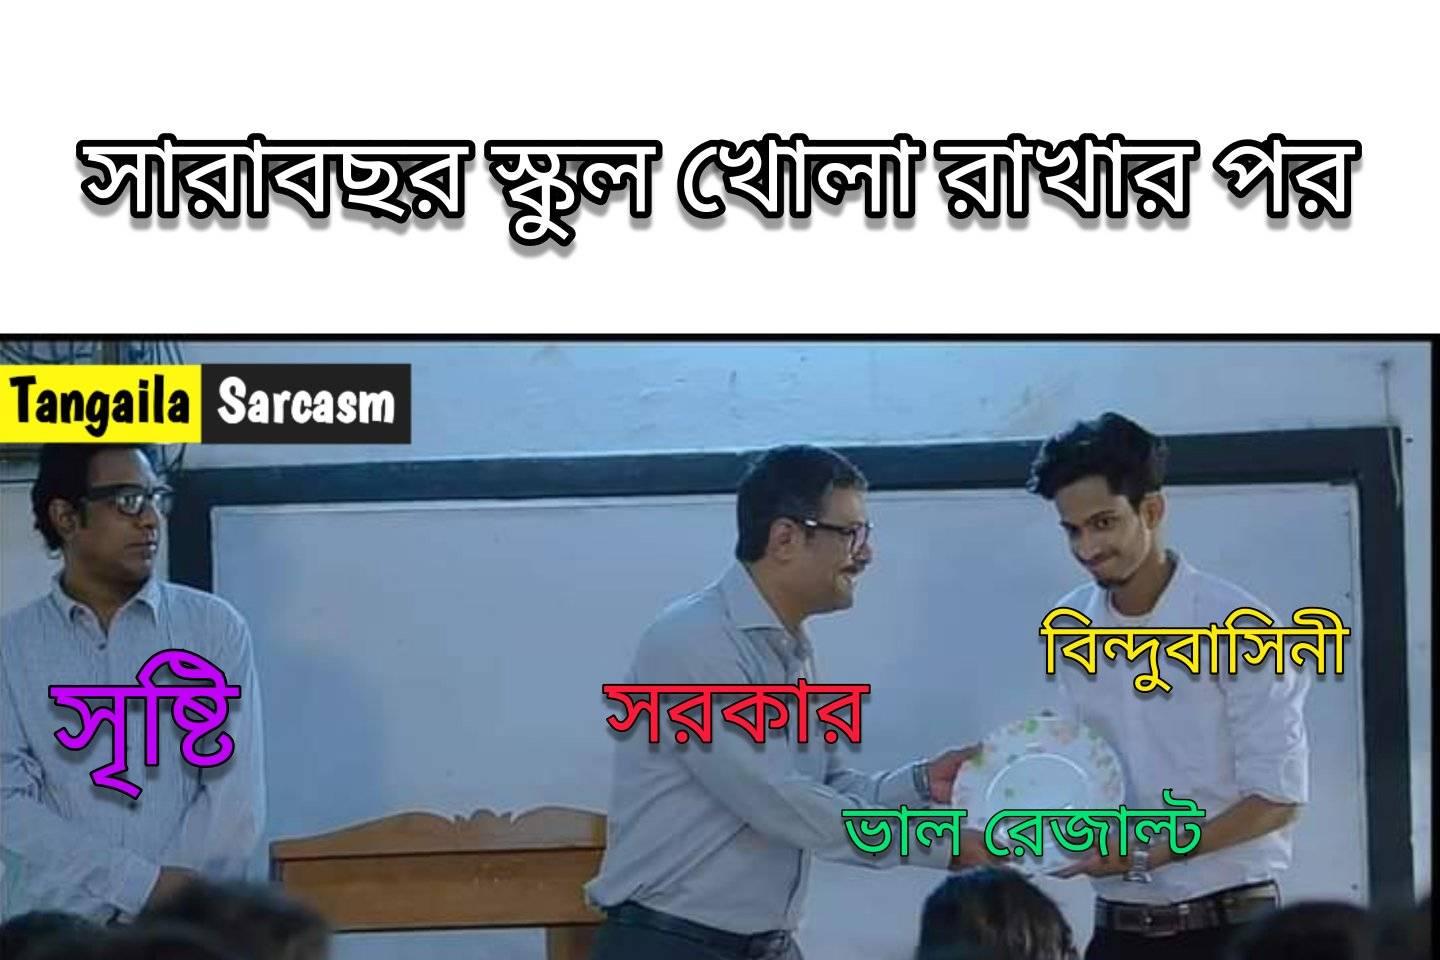 সারাবছর স্কুল খোলা রাখার পর
Tangaila Sarcasm
বিন্দুবাসিনী
সৃষ্টি
সরকার
ভাল রেজাল্ট